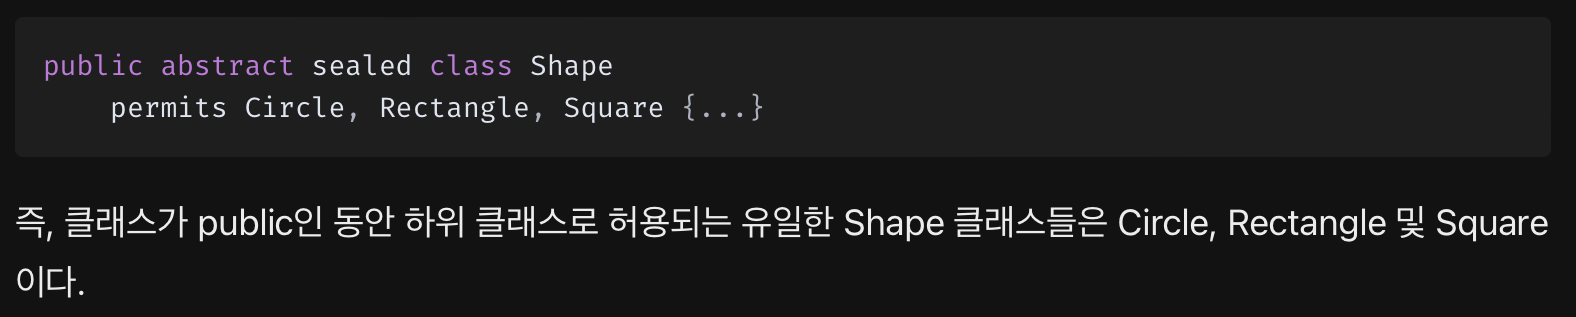 public abstract sealed class Shape
    permits Circle, Rectangle, Square {...}
즉, 클래스가 public인 동안 하위 클래스로 허용되는 유일한 Shape 클래스들은 Circle, Rectangle 및 Square
이다.